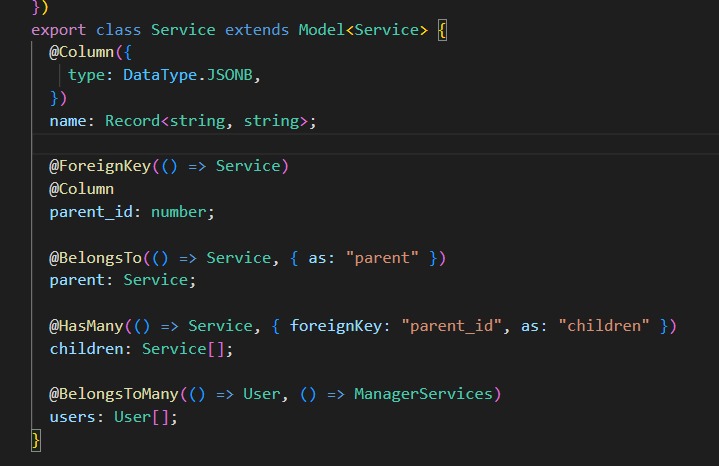 })
export class Service extends Model<Service> {
@Column({
type: DataType.JSONB,
})
name: Record<string, string>;
@ForeignKey(() => Service)
@Column
parent_id: number;
@BelongsTo(() => Service, { as: "parent" })
parent: Service;
@HasMany(() => Service, { foreignKey: "parent_id", as: "children" })
children: Service[];
@BelongsToMany(() => User, () => ManagerServices)
users: User[];
}